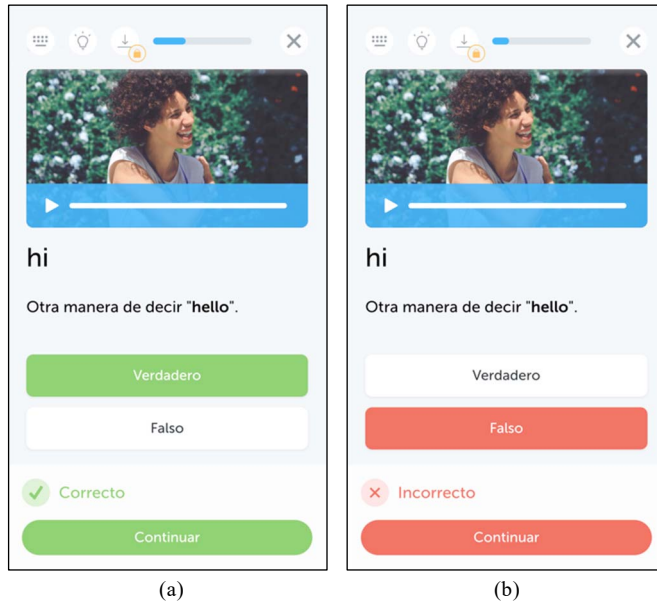 hi
Otra manera de decir "hello".
Verdadero
Falso
Correcto
Continuar
(a)
hi
Otra manera de decir "hello".
Verdadero
Falso
Incorrecto
Continuar
(b)